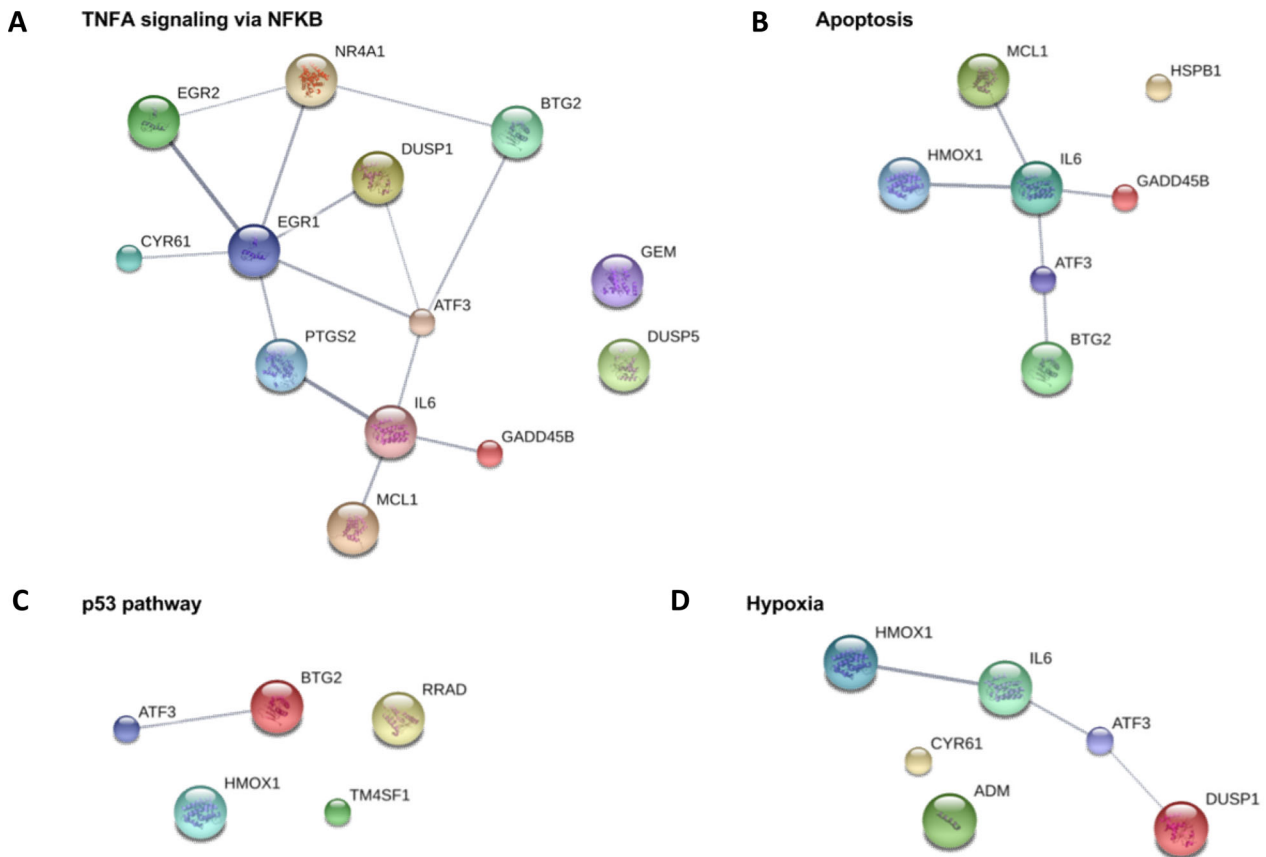 A
TNFA signaling via NFKB
NR4A1
EGR2
BTG2
DUSP1
EGR1
CYR61
GEM
ATF3
PTGS2
DUSP5
IL6
GADD45B
MCL1
B
Apoptosis
MCL1
HSPB1
HMOX1
IL6
GADD45B
ATF3
BTG2
C
p53 pathway
BTG2
RRAD
ATF3
HMOX1
TM4SF1
D
Hypoxia
HMOX1
IL6
ATF3
CYR61
ADM
DUSP1